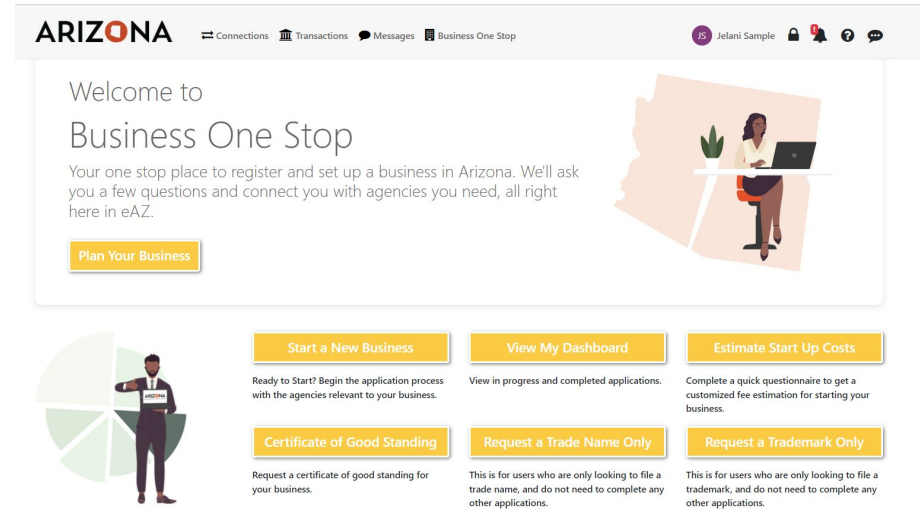 ARIZONA Connections Transactions Messages Business One Stop JS Jelani Sample
Welcome to
Business One Stop
Your one stop place to register and set up a business in Arizona. We'll ask
you a few questions and connect you with agencies you need, all right
here in eAZ.
Plan Your Business
Start a New Business
Ready to Start? Begin the application process
with the agencies relevant to your business.
View My Dashboard
View in progress and completed applications.
Estimate Start Up Costs
Complete a quick questionnaire to get a
customized fee estimation for starting your
business.
ARIZONA
Certificate of Good Standing
Request a certificate of good standing for
your business.
Request a Trade Name Only
This is for users who are only looking to file a
trade name, and do not need to complete any
other applications.
Request a Trademark Only
This is for users who are only looking to file a
trademark, and do not need to complete any
other applications.